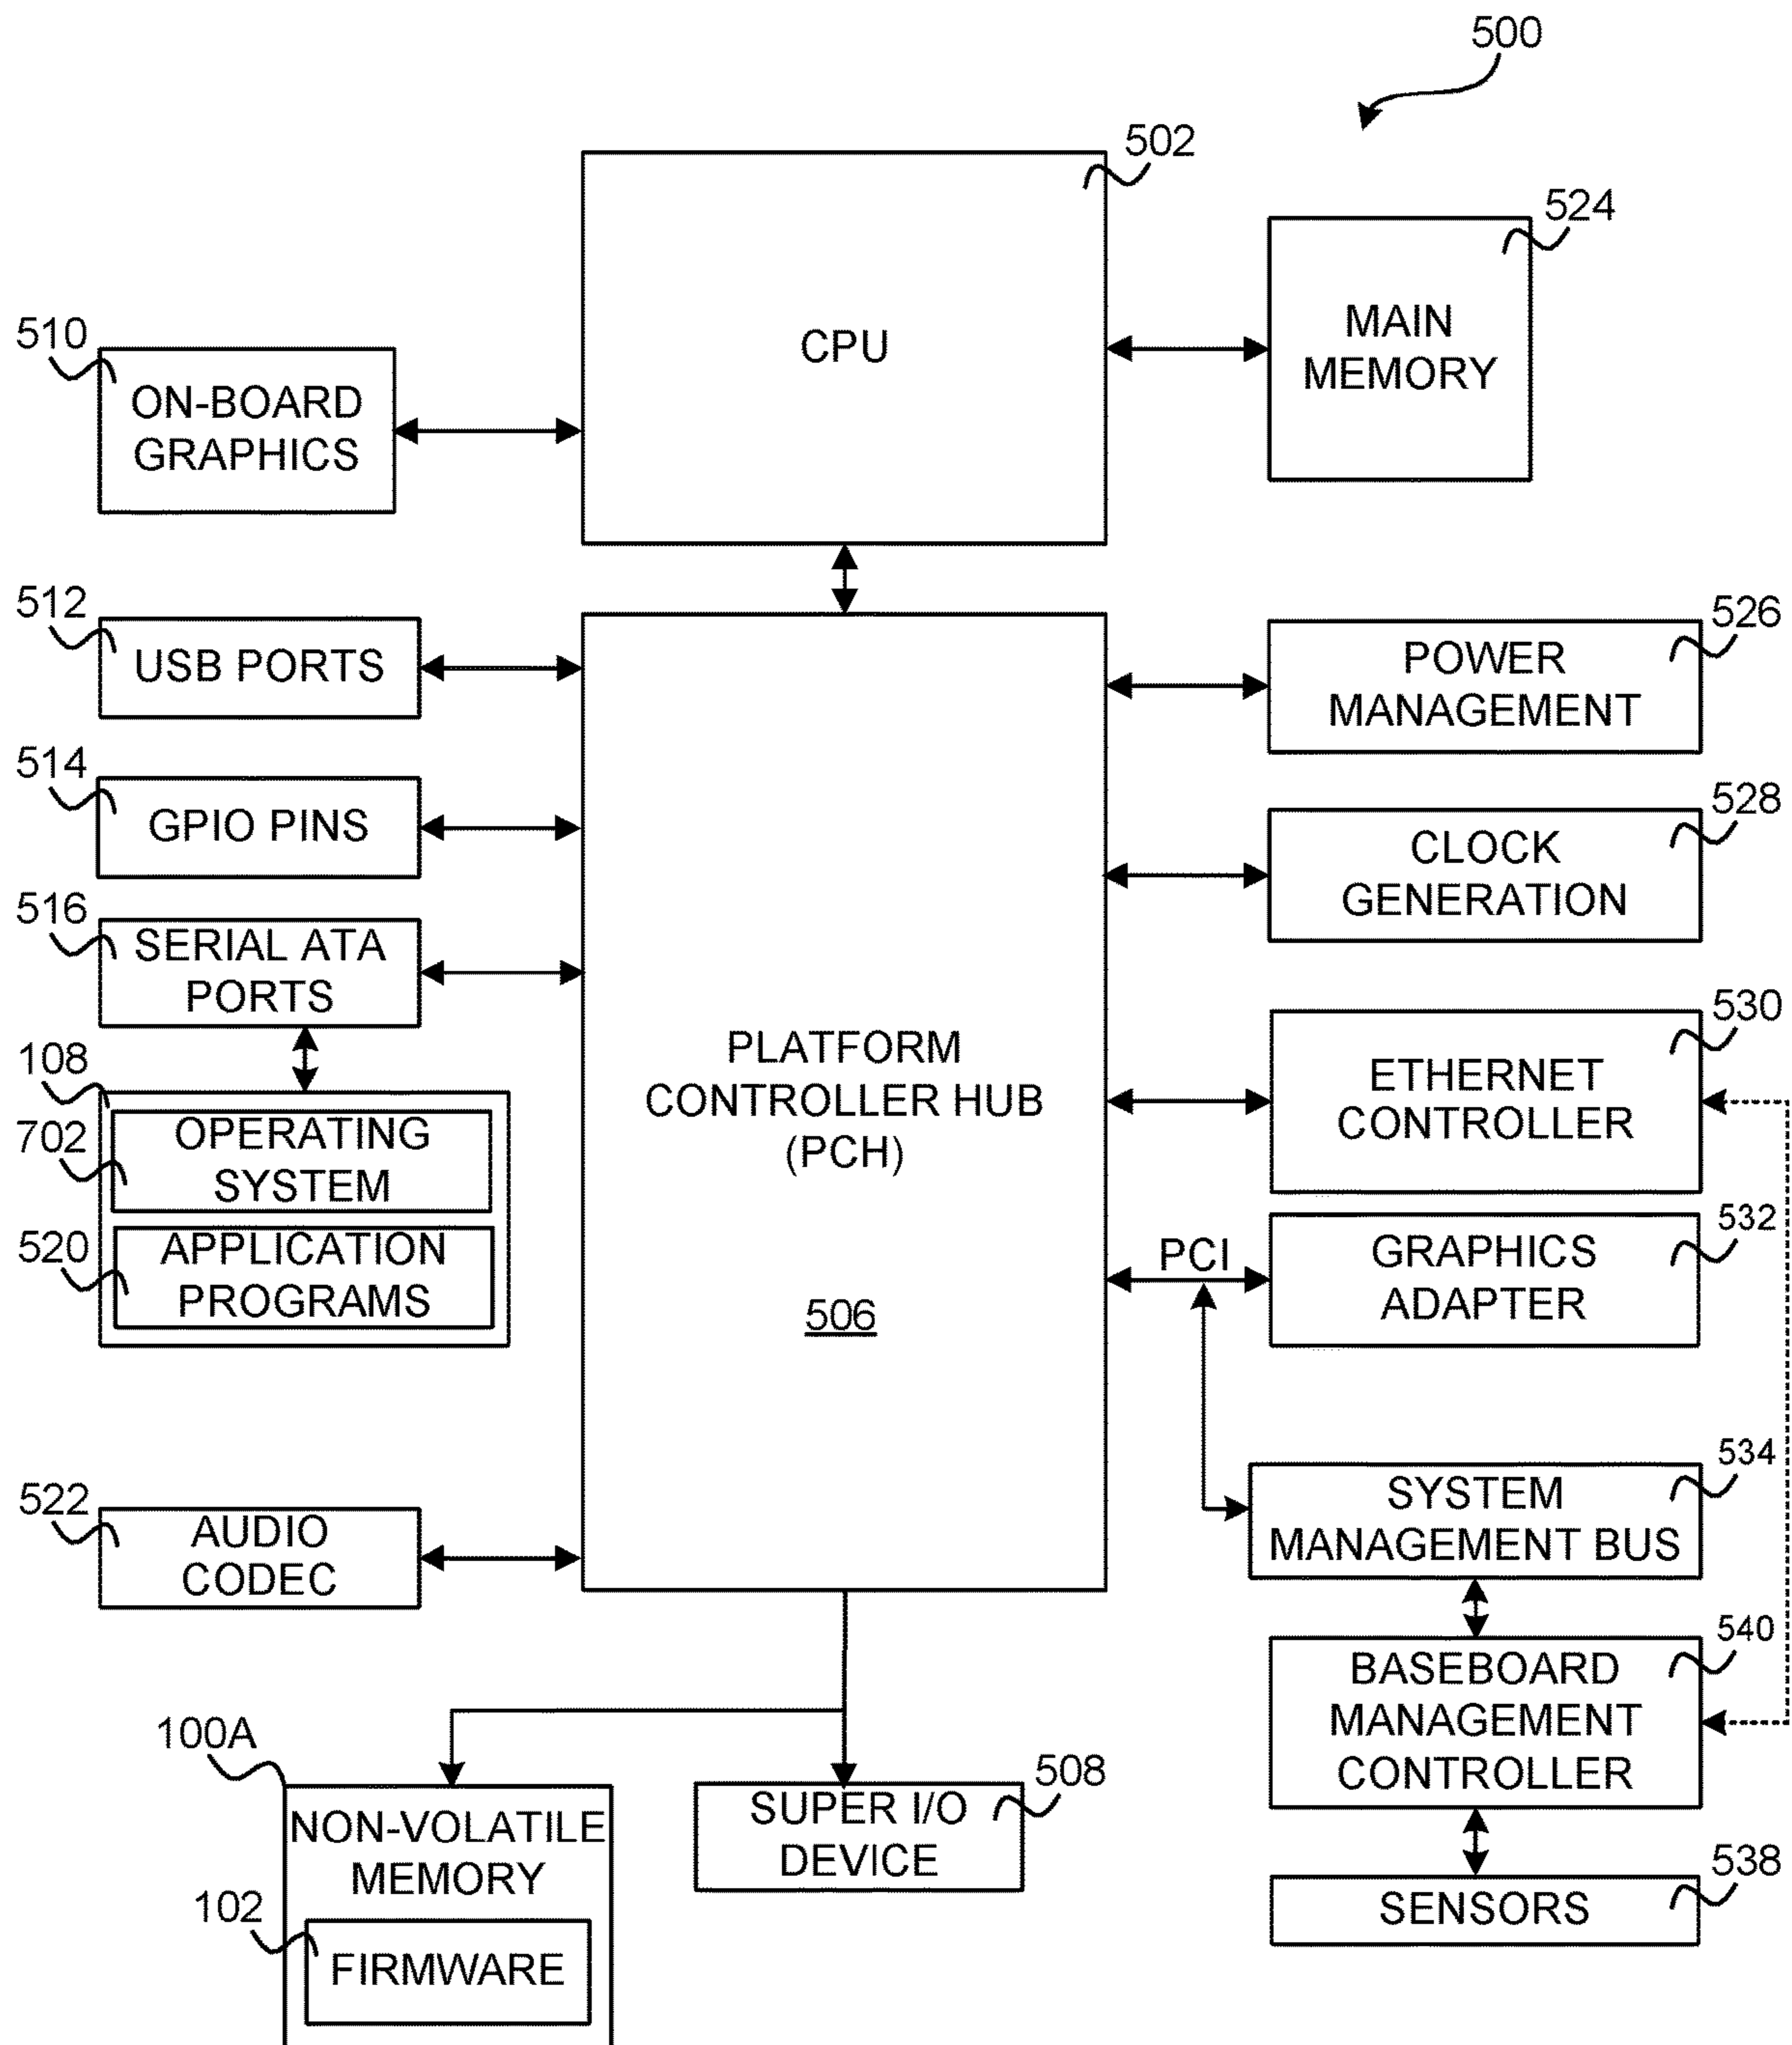 500
502
CPU
524
MAIN
MEMORY
510
ON-BOARD
GRAPHICS
512
USB PORTS
514
GPIO PINS
516
SERIAL ATA
PORTS
108
702
OPERATING
SYSTEM
520
APPLICATION
PROGRAMS
522
AUDIO
CODEC
PLATFORM
CONTROLLER HUB
(PCH)
506
526
POWER
MANAGEMENT
528
CLOCK
GENERATION
530
ETHERNET
CONTROLLER
PCI
532
GRAPHICS
ADAPTER
534
SYSTEM
MANAGEMENT BUS
540
BASEBOARD
MANAGEMENT
CONTROLLER
538
SENSORS
100A
NON-VOLATILE
MEMORY
102
FIRMWARE
508
SUPER I/O
DEVICE